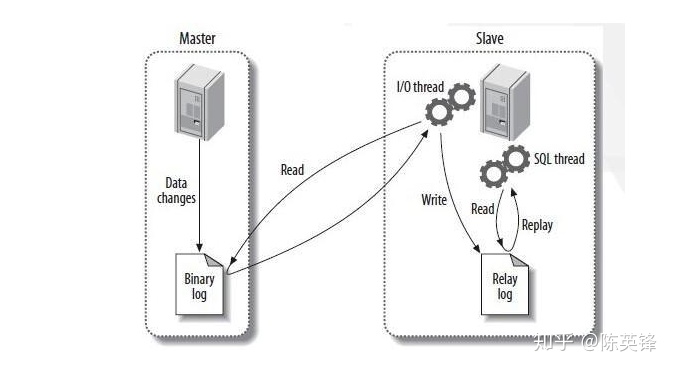 Master
Slave
I/O thread
SQL thread
Read
Data
changes
Write
Read
Replay
Binary
log
Relay
log
知乎 @陈英锋